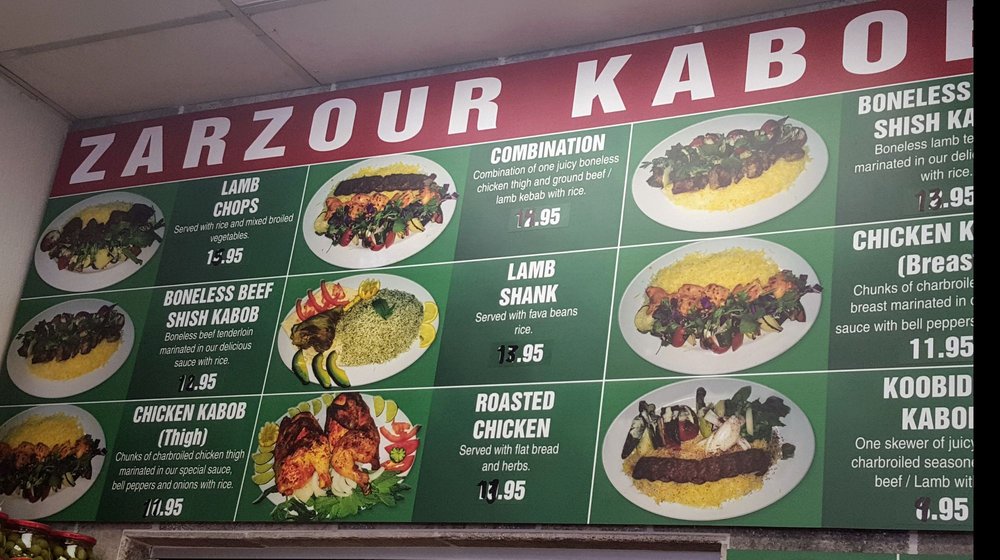 ZARZOUR KABO
LAMB
CHOPS
Served with rice and mixed broiled
vegetables.
BONELESS BEEF
SHISH KABOB
Boneless beef tenderloin
marinated in our delicious
sauce with rice.
CHICKEN KABOB
(Thigh)
Chunks of charbroiled chicken thigh
marinated in our special sauce,
bell peppers and onions with rice.
10.95
COMBINATION
Combination of one juicy boneless
chicken thigh and ground beef /
lamb kebab with rice.
LAMB
SHANK
Served with fava beans
rice.
13.95
ROASTED
CHICKEN
Served with flat bread
and herbs.
BONELESS
SHISH KA
Boneless lamb te
marinated in our deli
with rice.
CHICKEN K
(Breas
Chunks of charbroile
breast marinated in
sauce with bell peppers
11.95
KOOBID
KABO
One skewer of juic
charbroiled seasone
beef / Lamb wit
9.95